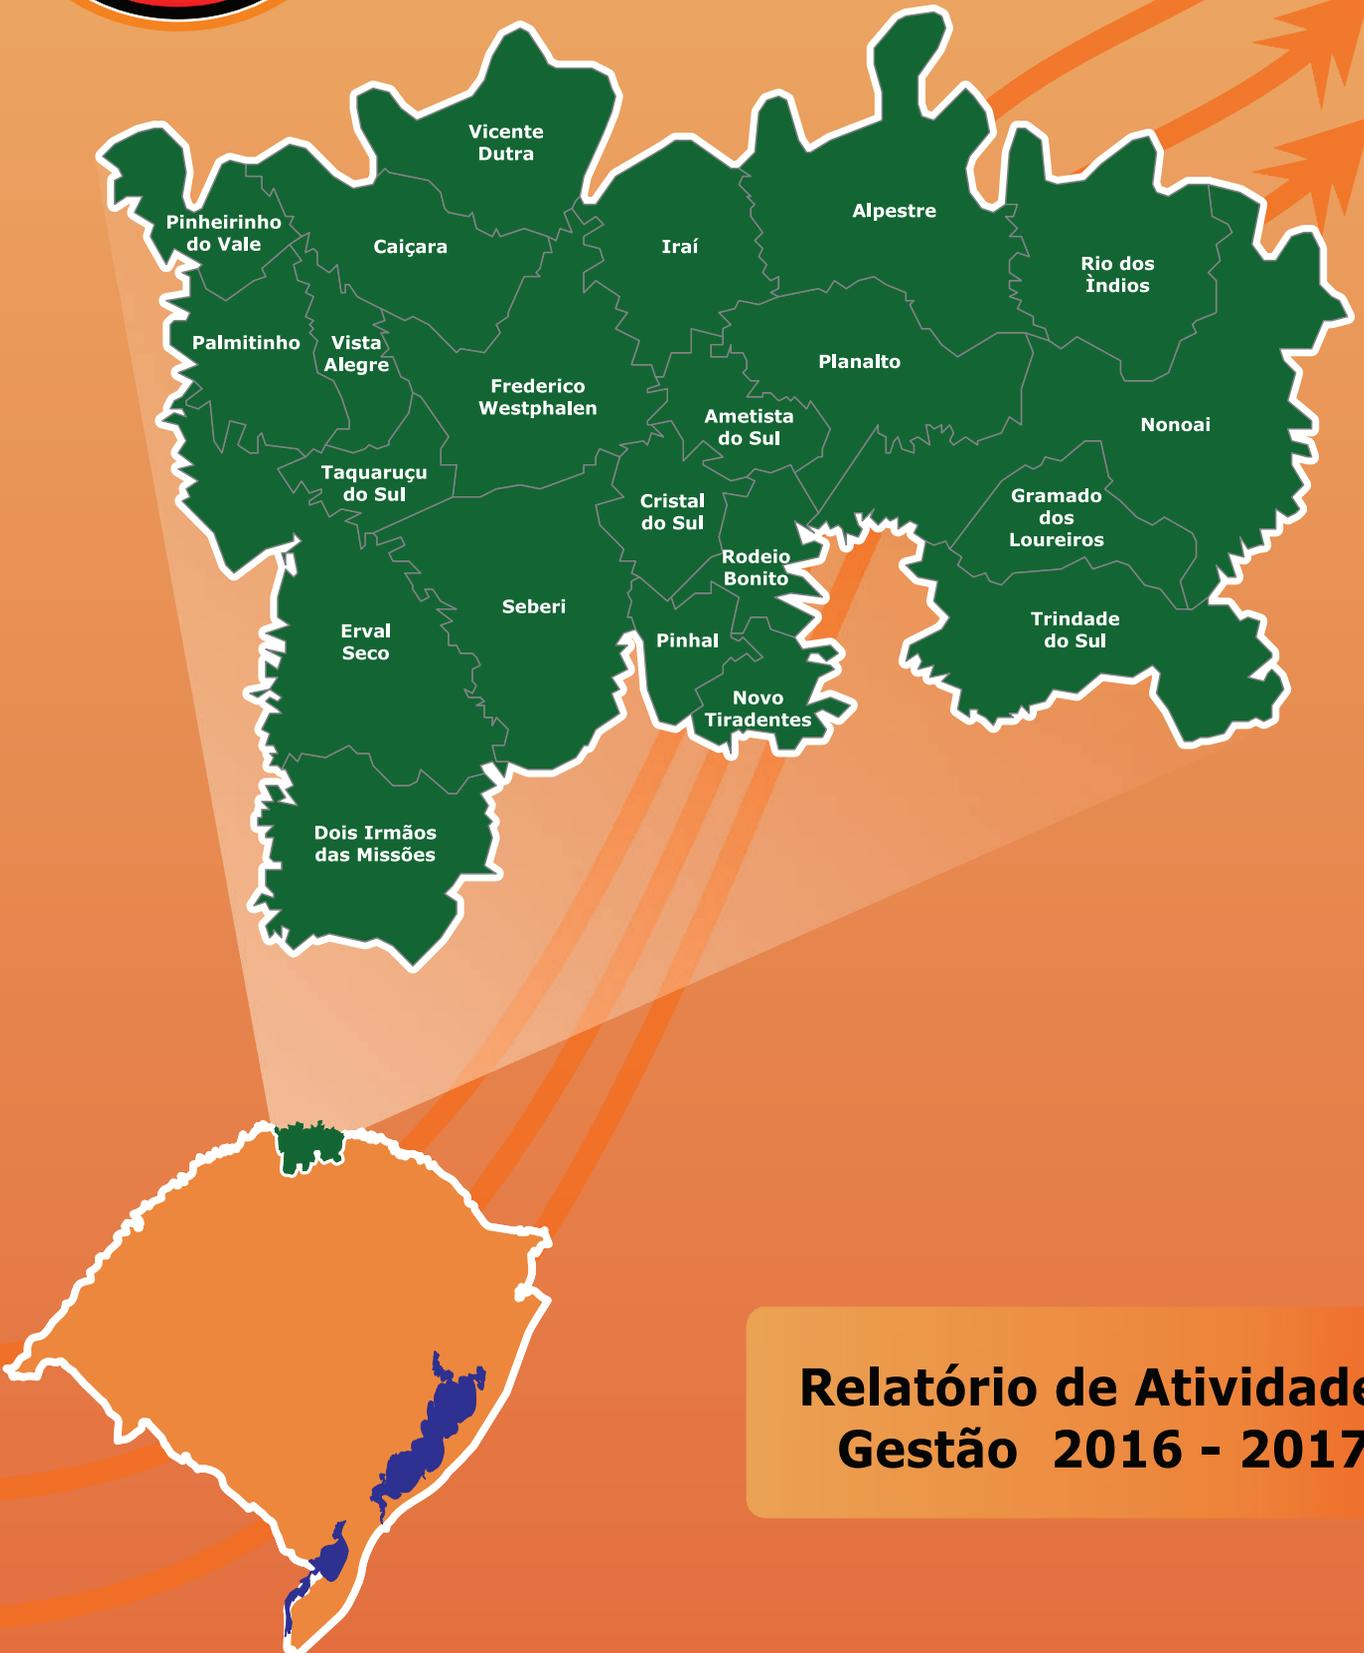 Vicente
Dutra
Pinheirinho
do Vale
Caiçara
Iraí
Alpestre
Rio dos
Ìndios
Palmitinho
Vista
Alegre
Frederico
Westphalen
Planalto
Ametista
do Sul
Nonoai
Taquaruçu
do Sul
Cristal
do Sul
Gramado
dos
Loureiros
Rodeio
Bonito
Seberi
Erval
Seco
Pinhal
Trindade
do Sul
Novo
Tiradentes
Dois Irmãos
das Missões
Relatório de Atividade
Gestão 2016 - 2017